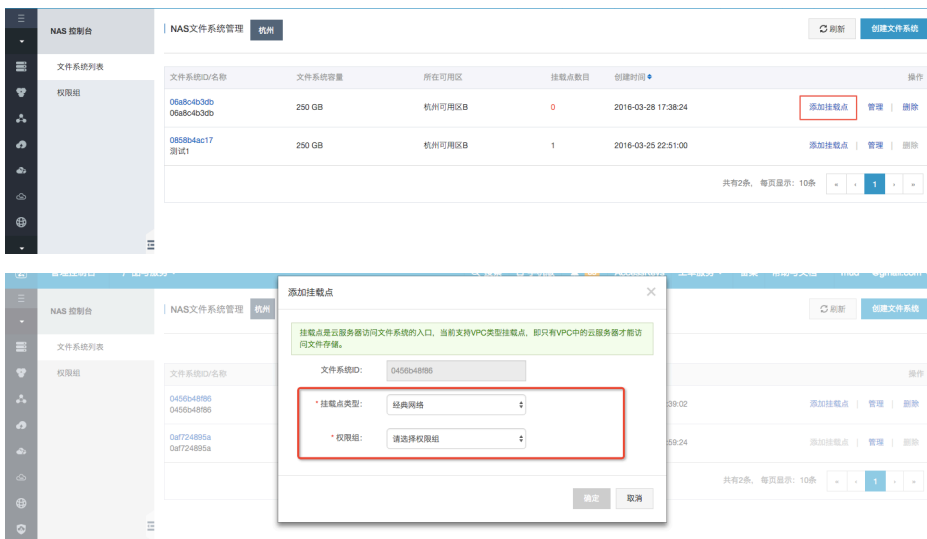 NAS 控制台
NAS文件系统管理 杭州 刷新 创建文件系统
文件系统列表
权限组
文件系统ID/名称 文件系统容量 所在可用区 挂载点数目 创建时间 操作
06a8c4b3db
06a8c4b3db 250 GB 杭州可用区B 0 2016-03-28 17:38:24 添加挂载点 | 管理 | 删除
0858b4ac17
测试1 250 GB 杭州可用区B 1 2016-03-25 22:51:00 添加挂载点 | 管理 | 删除
共有2条, 每页显示: 10条 « ‹ 1 › »
NAS 控制台
NAS文件系统管理 杭州 刷新 创建文件系统
文件系统列表
权限组
文件系统ID/名称 操作
0456b48f86
0456b48f86 :39:02 添加挂载点 | 管理 | 删除
0af724895a
0af724895a :59:24 添加挂载点 | 管理 | 删除
共有2条, 每页显示: 10条 « ‹ 1 › »
添加挂载点 ×
挂载点是云服务器访问文件系统的入口, 当前支持VPC类型挂载点, 即只有VPC中的云服务器才能访
问文件存储。
文件系统ID: 0456b48f86
* 挂载点类型: 经典网络
* 权限组: 请选择权限组
确定 取消